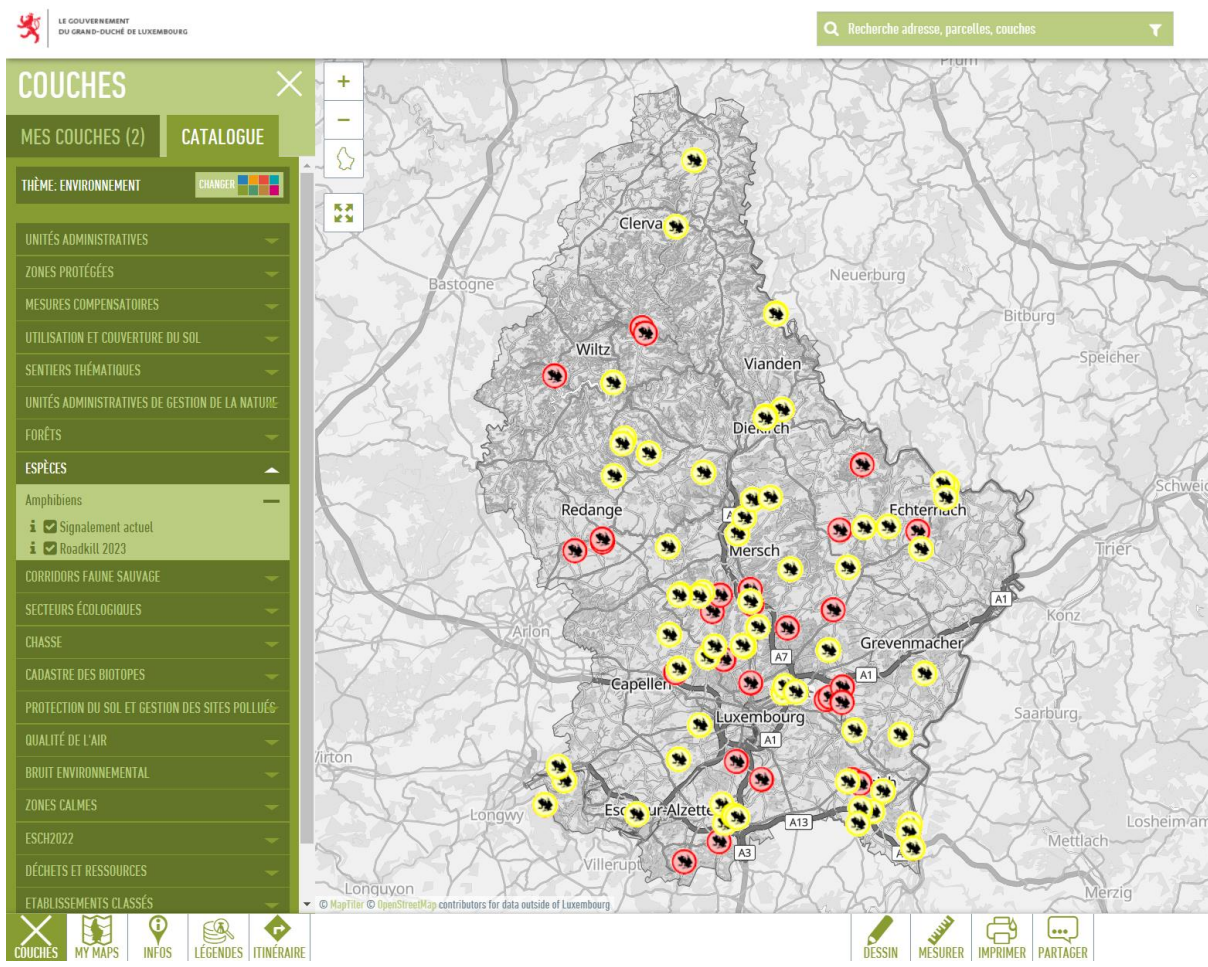 LE GOUVERNEMENT
DU GRAND-DUCHÉ DE LUXEMBOURG
Recherche adresse, parcelles, couches
COUCHES
MES COUCHES (2)
CATALOGUE
THÈME: ENVIRONNEMENT
CHANGER
UNITÉS ADMINISTRATIVES
ZONES PROTÉGÉES
MESURES COMPENSATOIRES
UTILISATION ET COUVERTURE DU SOL
SENTIERS THÉMATIQUES
UNITÉS ADMINISTRATIVES DE GESTION DE LA NATURE
FORÊTS
ESPÈCES
Amphibiens
Signalement actuel
Roadkill 2023
CORRIDORS FAUNE SAUVAGE
SECTEURS ÉCOLOGIQUES
CHASSE
CADASTRE DES BIOTOPES
PROTECTION DU SOL ET GESTION DES SITES POLLUÉS
QUALITÉ DE L'AIR
BRUIT ENVIRONNEMENTAL
ZONES CALMES
ESCH2022
DÉCHETS ET RESSOURCES
ETABLISSEMENTS CLASSÉS
+
−
Prüm
Clerva
Bastogne
Neuerburg
Bitburg
Wiltz
Vianden
Speicher
Diekirch
Schweic
Redange
Echternach
Mersch
Trier
A1
Konz
Arlon
Grevenmacher
A7
A1
Capellen
Saarburg
Luxembourg
A1
Virton
Esch-sur-Alzette
Longwy
A13
Losheim am
Mettlach
A3
Villerupt
Longuyon
Merzig
© MapTiler © OpenStreetMap contributors for data outside of Luxembourg
COUCHES
MY MAPS
INFOS
LÉGENDES
ITINÉRAIRE
DESSIN
MESURER
IMPRIMER
PARTAGER